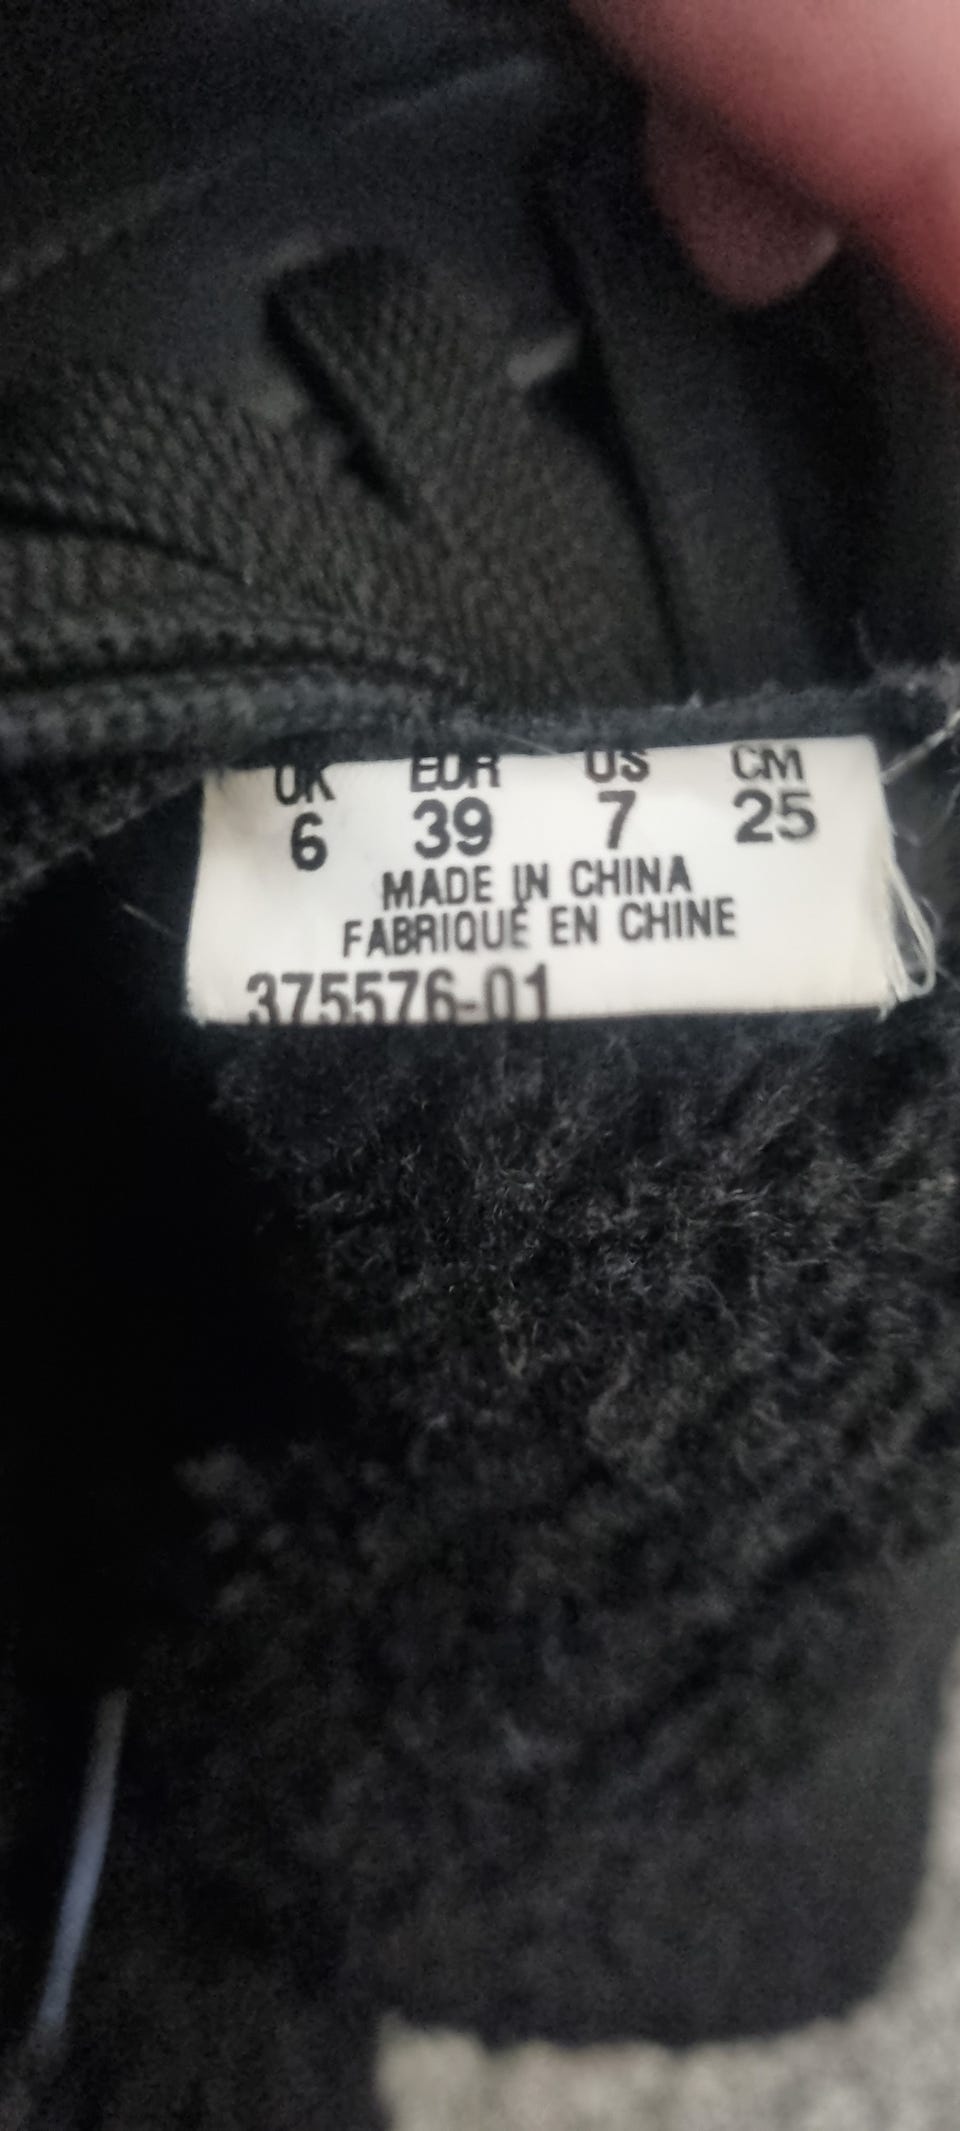 UK EUR US CM
6 39 7 25
MADE IN CHINA
FABRIQUÉ EN CHINE
375576-01